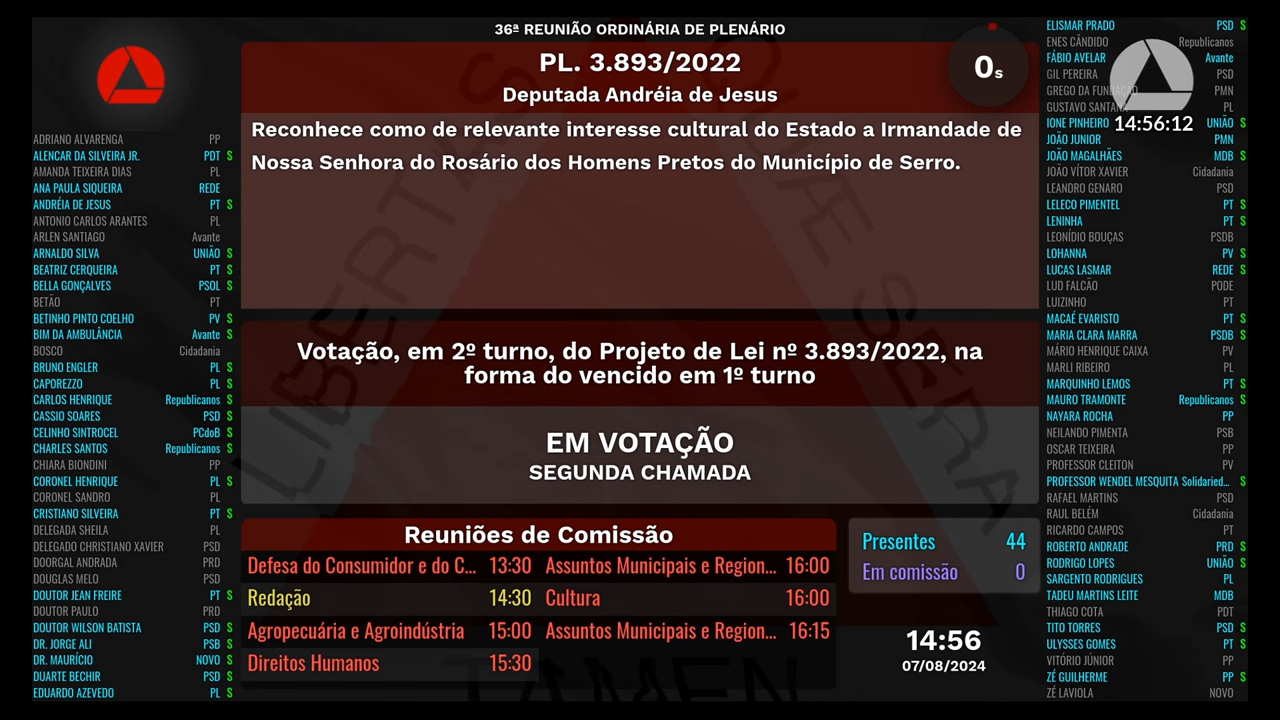 36ª REUNIÃO ORDINÁRIA DE PLENÁRIO
PL. 3.893/2022
Deputada Andréia de Jesus
0s
Reconhece como de relevante interesse cultural do Estado a Irmandade de
Nossa Senhora do Rosário dos Homens Pretos do Município de Serro.
Votação, em 2º turno, do Projeto de Lei nº 3.893/2022, na
forma do vencido em 1º turno
EM VOTAÇÃO
SEGUNDA CHAMADA
Reuniões de Comissão
Defesa do Consumidor e do C... 13:30 Assuntos Municipais e Region... 16:00
Redação 14:30 Cultura 16:00
Agropecuária e Agroindústria 15:00 Assuntos Municipais e Region... 16:15
Direitos Humanos 15:30
Presentes 44
Em comissão 0
14:56
07/08/2024
ADRIANO ALVARENGA PP
ALENCAR DA SILVEIRA JR. PDT S
AMANDA TEIXEIRA DIAS PL
ANA PAULA SIQUEIRA REDE
ANDRÉIA DE JESUS PT S
ANTONIO CARLOS ARANTES PL
ARLEN SANTIAGO Avante
ARNALDO SILVA UNIÃO S
BEATRIZ CERQUEIRA PT S
BELLA GONÇALVES PSOL S
BETÃO PT
BETINHO PINTO COELHO PV S
BIM DA AMBULÂNCIA Avante S
BOSCO Cidadania
BRUNO ENGLER PL S
CAPOREZZO PL S
CARLOS HENRIQUE Republicanos S
CASSIO SOARES PSD S
CELINHO SINTROCEL PCdoB S
CHARLES SANTOS Republicanos S
CHIARA BIONDINI PP
CORONEL HENRIQUE PL S
CORONEL SANDRO PL
CRISTIANO SILVEIRA PT S
DELEGADA SHEILA PL
DELEGADO CHRISTIANO XAVIER PSD
DOORGAL ANDRADA PRD
DOUGLAS MELO PSD
DOUTOR JEAN FREIRE PT S
DOUTOR PAULO PRD
DOUTOR WILSON BATISTA PSD S
DR. JORGE ALI PSB S
DR. MAURÍCIO NOVO S
DUARTE BECHIR PSD S
EDUARDO AZEVEDO PL S
ELISMAR PRADO PSD S
ENES CÂNDIDO Republicanos
FÁBIO AVELAR Avante
GIL PEREIRA PSD
GREGO DA FUNDAÇÃO PMN
GUSTAVO SANTANA PL
IONE PINHEIRO UNIÃO S
14:56:12
JOÃO JUNIOR PMN
JOÃO MAGALHÃES MDB S
JOÃO VÍTOR XAVIER Cidadania
LEANDRO GENARO PSD
LELECO PIMENTEL PT S
LENINHA PT S
LEONÍDIO BOUÇAS PSDB
LOHANNA PV S
LUCAS LASMAR REDE S
LUD FALCÃO PODE
LUIZINHO PT
MACAÉ EVARISTO PT S
MARIA CLARA MARRA PSDB S
MÁRIO HENRIQUE CAIXA PV
MARLI RIBEIRO PL
MARQUINHO LEMOS PT S
MAURO TRAMONTE Republicanos S
NAYARA ROCHA PP
NEILANDO PIMENTA PSB
OSCAR TEIXEIRA PP
PROFESSOR CLEITON PV
PROFESSOR WENDEL MESQUITA Solidaried... S
RAFAEL MARTINS PSD
RAUL BELÉM Cidadania
RICARDO CAMPOS PT
ROBERTO ANDRADE PRD S
RODRIGO LOPES UNIÃO S
SARGENTO RODRIGUES PL
TADEU MARTINS LEITE MDB
THIAGO COTA PDT
TITO TORRES PSD S
ULYSSES GOMES PT S
VITÓRIO JÚNIOR PP
ZÉ GUILHERME PP S
ZÉ LAVIOLA NOVO
LIBERTAS
QUÆ SERA
TAMEN